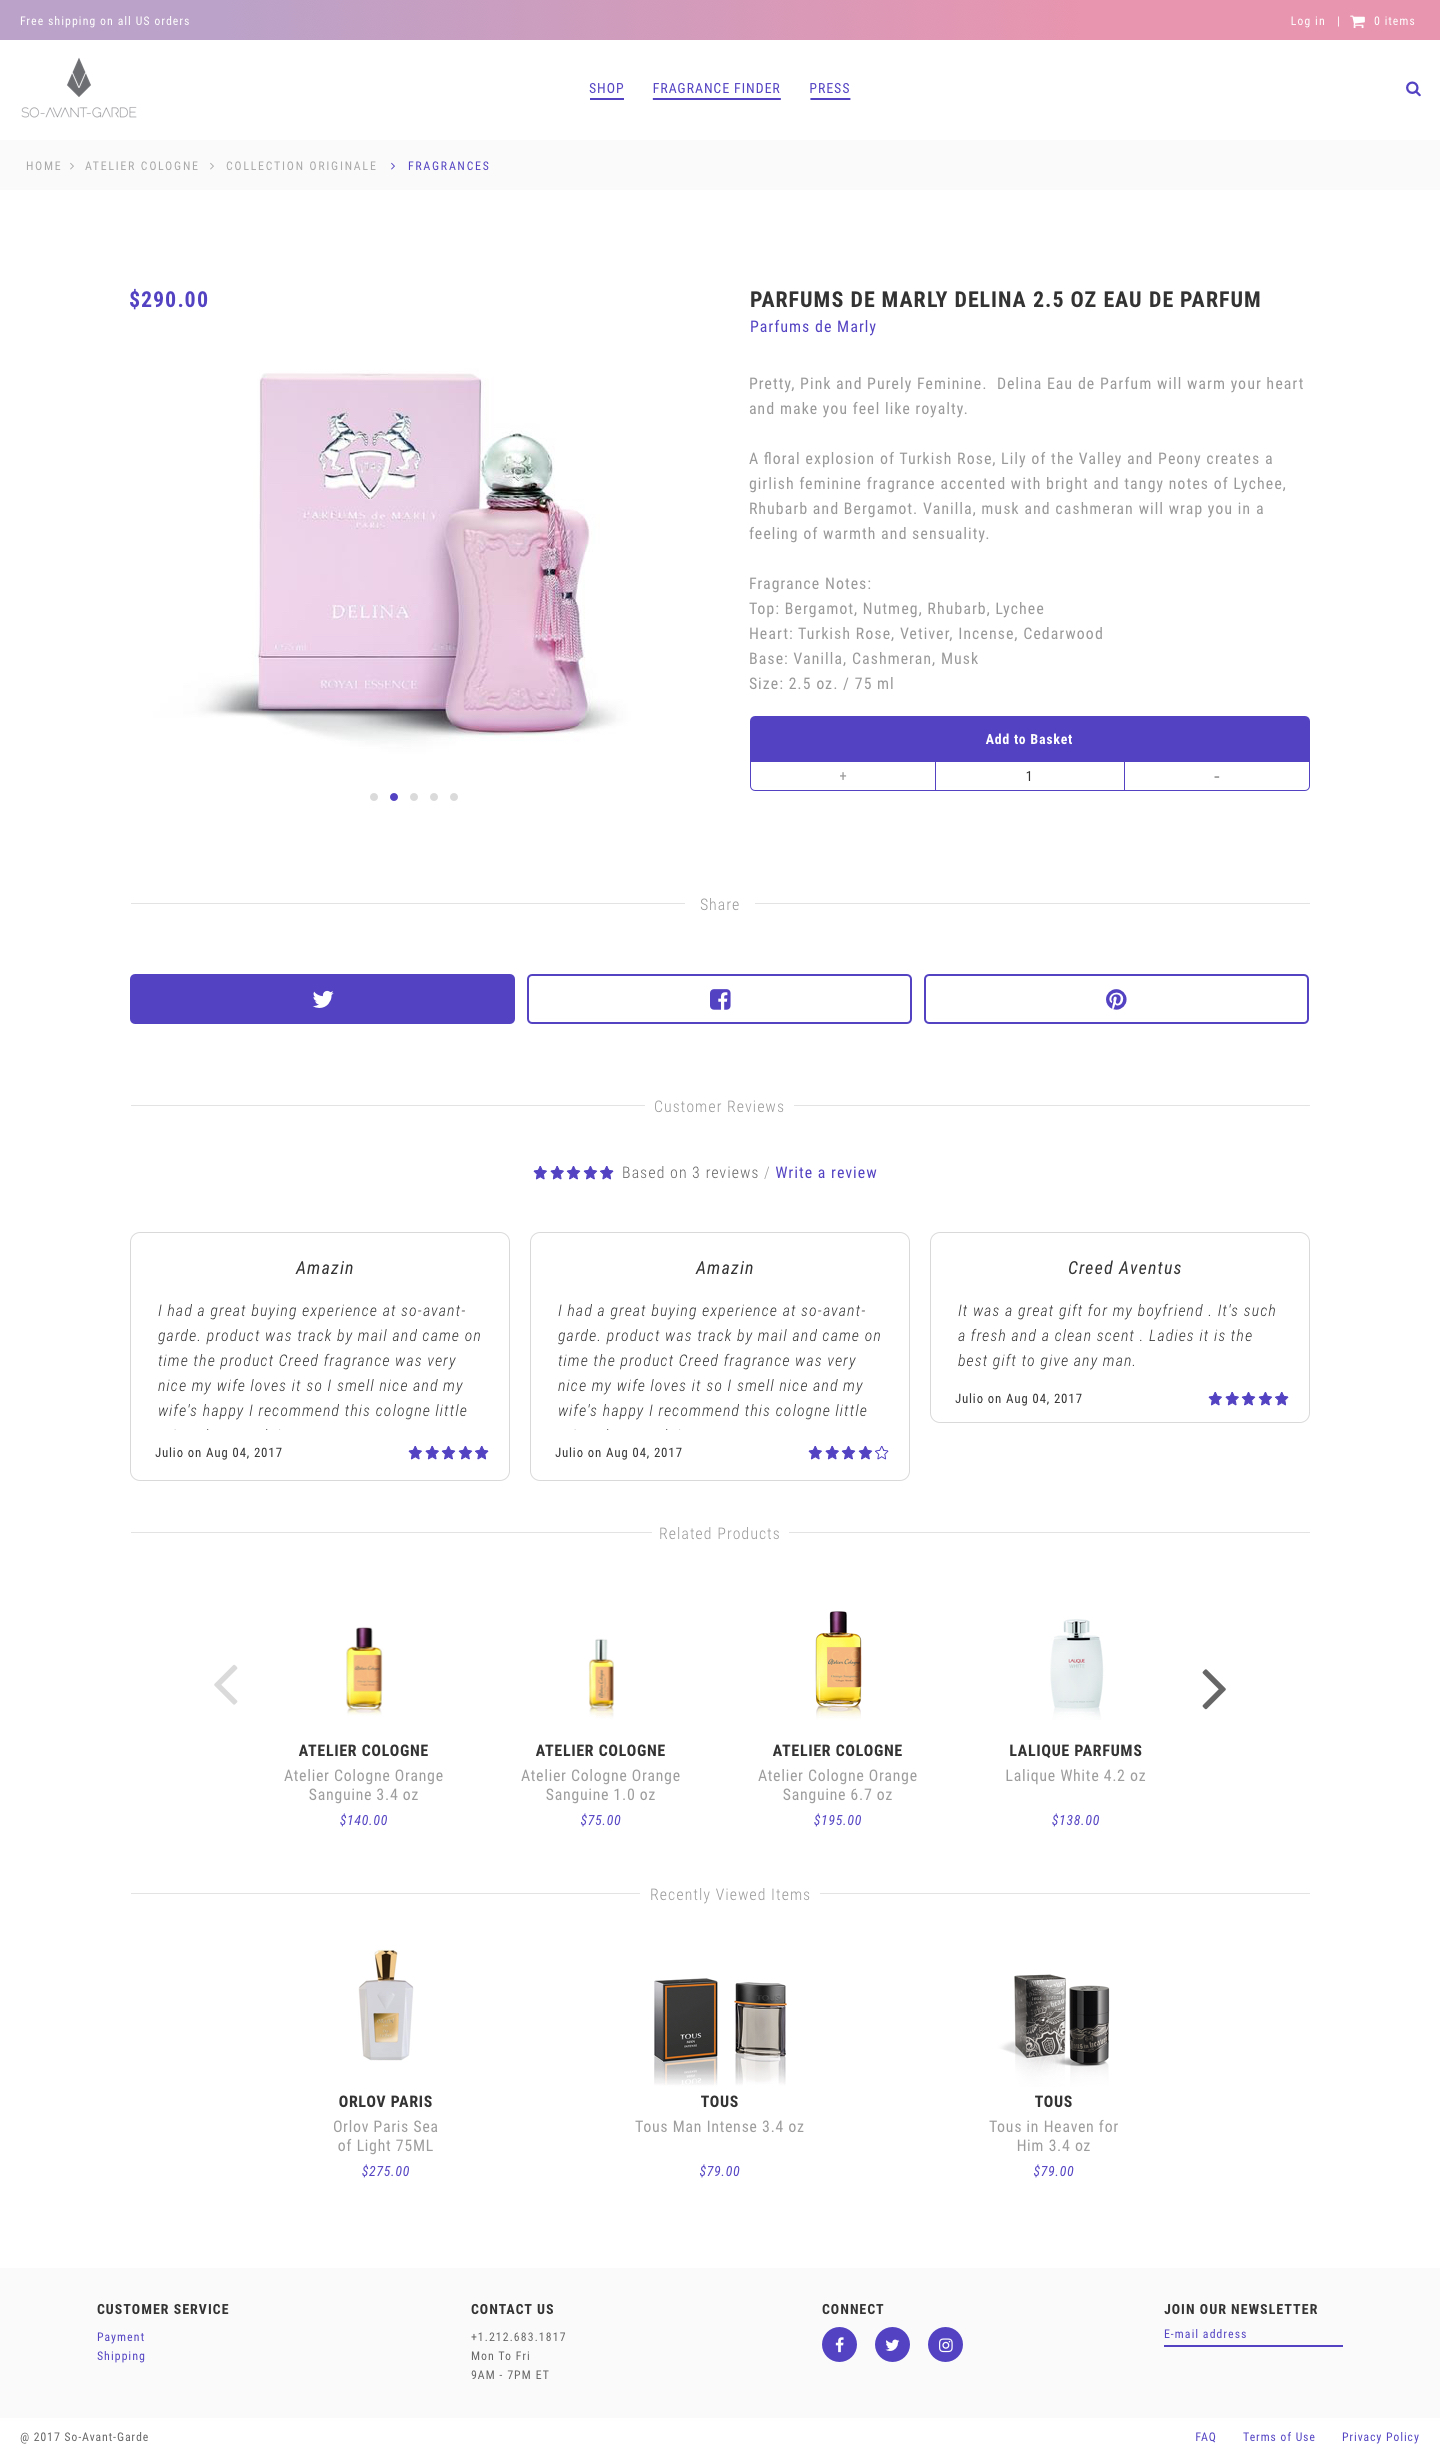 Free shipping on all US orders
Log in | 0 items
SO-AVANT-GARDE
SHOP FRAGRANCE FINDER PRESS
HOME > ATELIER COLOGNE > COLLECTION ORIGINALE > FRAGRANCES
$290.00
PARFUMS de MARLY
PARIS
DELINA
ROYAL ESSENCE
PARFUMS DE MARLY DELINA 2.5 OZ EAU DE PARFUM
Parfums de Marly
Pretty, Pink and Purely Feminine. Delina Eau de Parfum will warm your heart
and make you feel like royalty.
A floral explosion of Turkish Rose, Lily of the Valley and Peony creates a
girlish feminine fragrance accented with bright and tangy notes of Lychee,
Rhubarb and Bergamot. Vanilla, musk and cashmeran will wrap you in a
feeling of warmth and sensuality.
Fragrance Notes:
Top: Bergamot, Nutmeg, Rhubarb, Lychee
Heart: Turkish Rose, Vetiver, Incense, Cedarwood
Base: Vanilla, Cashmeran, Musk
Size: 2.5 oz. / 75 ml
Add to Basket
+ 1 -
Share
Customer Reviews
Based on 3 reviews / Write a review
Amazin
I had a great buying experience at so-avant-
garde. product was track by mail and came on
time the product Creed fragrance was very
nice my wife loves it so I smell nice and my
wife's happy I recommend this cologne little
Julio on Aug 04, 2017
Amazin
I had a great buying experience at so-avant-
garde. product was track by mail and came on
time the product Creed fragrance was very
nice my wife loves it so I smell nice and my
wife's happy I recommend this cologne little
Julio on Aug 04, 2017
Creed Aventus
It was a great gift for my boyfriend . It's such
a fresh and a clean scent . Ladies it is the
best gift to give any man.
Julio on Aug 04, 2017
Related Products
Atelier Cologne
Atelier Cologne
LALIQUE
ATELIER COLOGNE
Atelier Cologne Orange
Sanguine 3.4 oz
$140.00
ATELIER COLOGNE
Atelier Cologne Orange
Sanguine 1.0 oz
$75.00
ATELIER COLOGNE
Atelier Cologne Orange
Sanguine 6.7 oz
$195.00
LALIQUE PARFUMS
Lalique White 4.2 oz
$138.00
Recently Viewed Items
TOUS
MAN
INTENSE
ORLOV PARIS
Orlov Paris Sea
of Light 75ML
$275.00
TOUS
Tous Man Intense 3.4 oz
$79.00
TOUS
Tous in Heaven for
Him 3.4 oz
$79.00
CUSTOMER SERVICE
Payment
Shipping
CONTACT US
+1.212.683.1817
Mon To Fri
9AM - 7PM ET
CONNECT
JOIN OUR NEWSLETTER
E-mail address
@ 2017 So-Avant-Garde
FAQ Terms of Use Privacy Policy